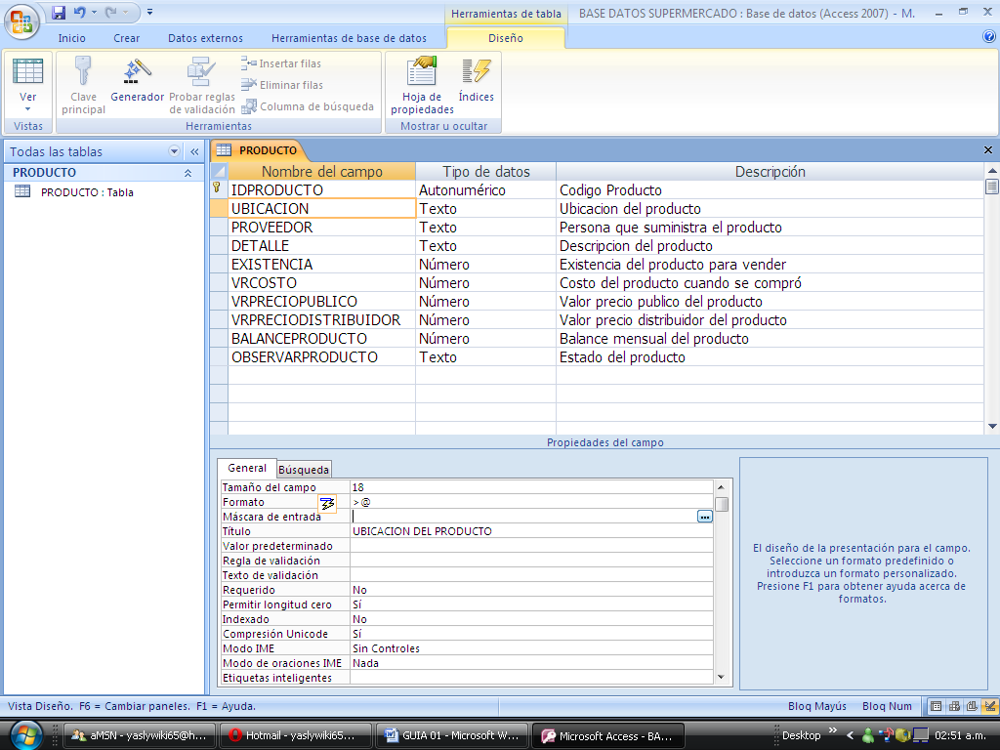 Herramientas de tabla
BASE DATOS SUPERMERCADO : Base de datos (Access 2007) - M.
Inicio
Crear
Datos externos
Herramientas de base de datos
Diseño
Ver
Clave principal
Generador
Probar reglas de validación
Insertar filas
Eliminar filas
Columna de búsqueda
Hoja de propiedades
Índices
Vistas
Herramientas
Mostrar u ocultar
Todas las tablas
PRODUCTO
PRODUCTO : Tabla
PRODUCTO
Nombre del campo Tipo de datos Descripción
IDPRODUCTO Autonumérico Codigo Producto
UBICACION Texto Ubicacion del producto
PROVEEDOR Texto Persona que suministra el producto
DETALLE Texto Descripcion del producto
EXISTENCIA Número Existencia del producto para vender
VRCOSTO Número Costo del producto cuando se compró
VRPRECIOPUBLICO Número Valor precio publico del producto
VRPRECIODISTRIBUIDOR Número Valor precio distribuidor del producto
BALANCEPRODUCTO Número Balance mensual del producto
OBSERVARPRODUCTO Texto Estado del producto
Propiedades del campo
General Búsqueda
Tamaño del campo 18
Formato >@
Máscara de entrada
Título UBICACION DEL PRODUCTO
Valor predeterminado
Regla de validación
Texto de validación
Requerido No
Permitir longitud cero Sí
Indexado No
Compresión Unicode Sí
Modo IME Sin Controles
Modo de oraciones IME Nada
Etiquetas inteligentes
El diseño de la presentación para el campo.
Seleccione un formato predefinido o
introduzca un formato personalizado.
Presione F1 para obtener ayuda acerca de
formatos.
Vista Diseño. F6 = Cambiar paneles. F1 = Ayuda.
Bloq Mayús Bloq Num
aMSN - yaslywiki65@h...
Hotmail - yaslywiki65...
GUIA 01 - Microsoft W...
Microsoft Access - BA...
Desktop
02:51 a.m.